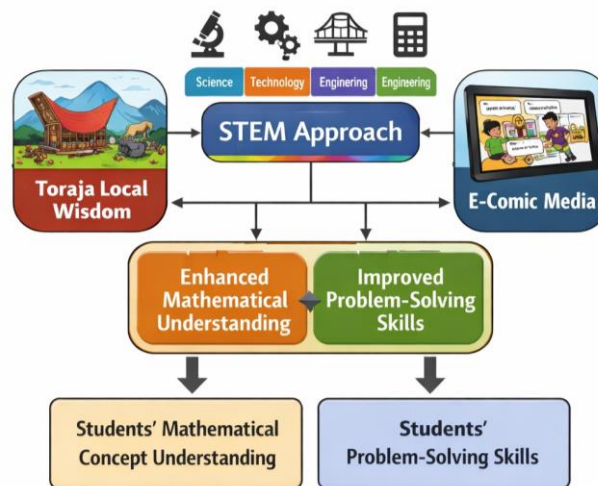 Science Technology Enginering Engineering
STEM Approach
Toraja Local
Wisdom
E-Comic Media
Enhanced
Mathematical
Understanding
Improved
Problem-Solving
Skills
Students' Mathematical
Concept Understanding
Students'
Problem-Solving Skills